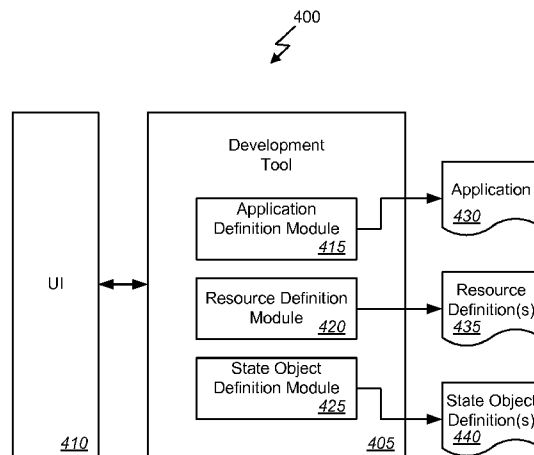 400
Development
Tool
Application
Definition Module
415
Application
430
UI
Resource Definition
Module
420
Resource
Definition(s)
435
State Object
Definition Module
425
State Object
Definition(s)
440
410
405